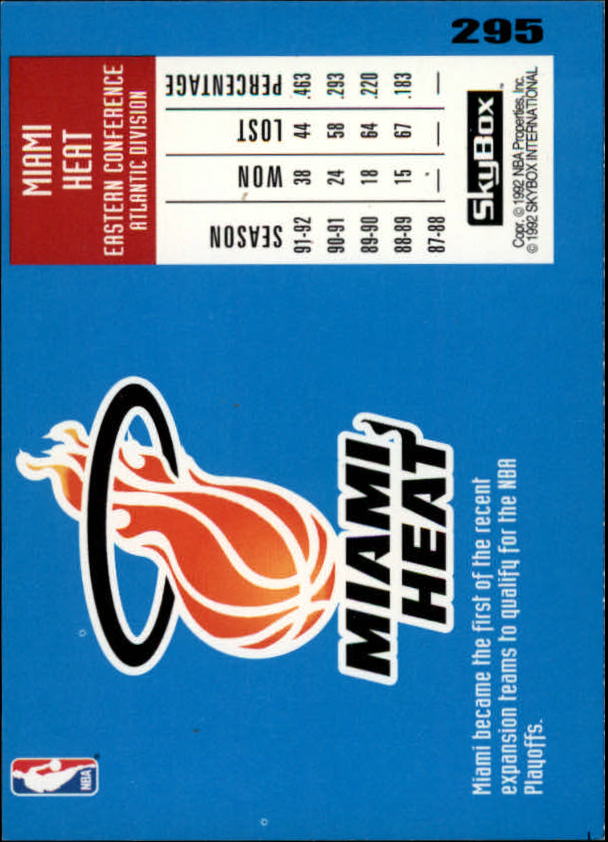 295
MIAMI
HEAT
EASTERN CONFERENCE
ATLANTIC DIVISION
SEASON WON LOST PERCENTAGE
91-92 38 44 .463
90-91 24 58 .293
89-90 18 64 .220
88-89 15 67 .183
87-88 — — —
SkyBox™
Copr. © 1992 NBA Properties, Inc.
© 1992 SKYBOX INTERNATIONAL
MIAMI
HEAT
Miami became the first of the recent
expansion teams to qualify for the NBA
Playoffs.
NBA